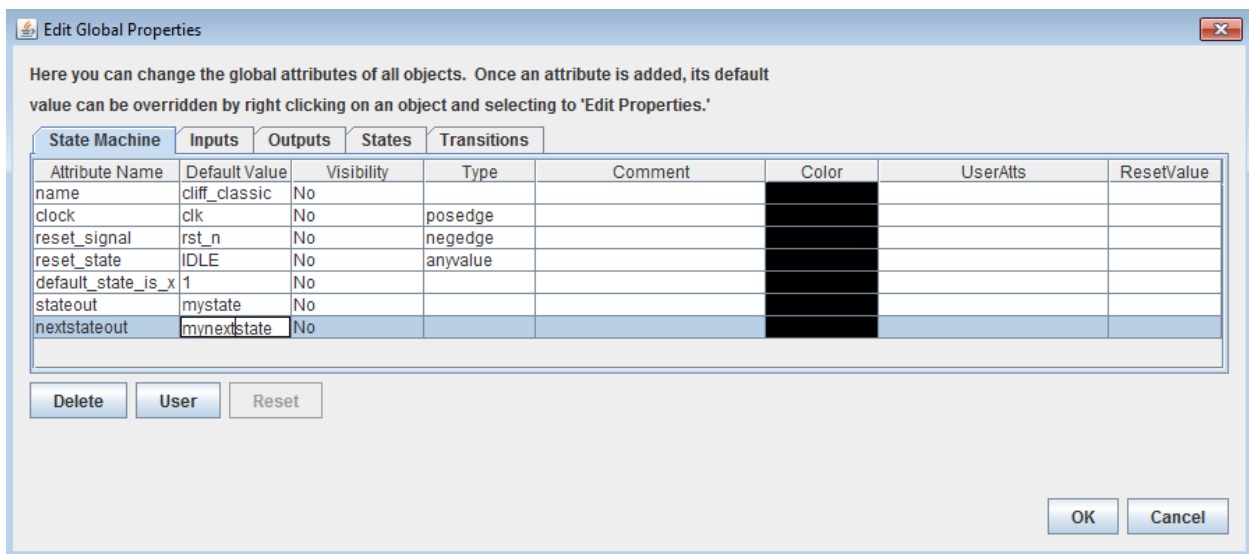 Edit Global Properties
Here you can change the global attributes of all objects. Once an attribute is added, its default
value can be overridden by right clicking on an object and selecting to 'Edit Properties.'
State Machine Inputs Outputs States Transitions
Attribute Name Default Value Visibility Type Comment Color UserAtts ResetValue
name cliff_classic No
clock clk No posedge
reset_signal rst_n No negedge
reset_state IDLE No anyvalue
default_state_is_x 1 No
stateout mystate No
nextstateout mynextstate No
Delete User Reset
OK Cancel